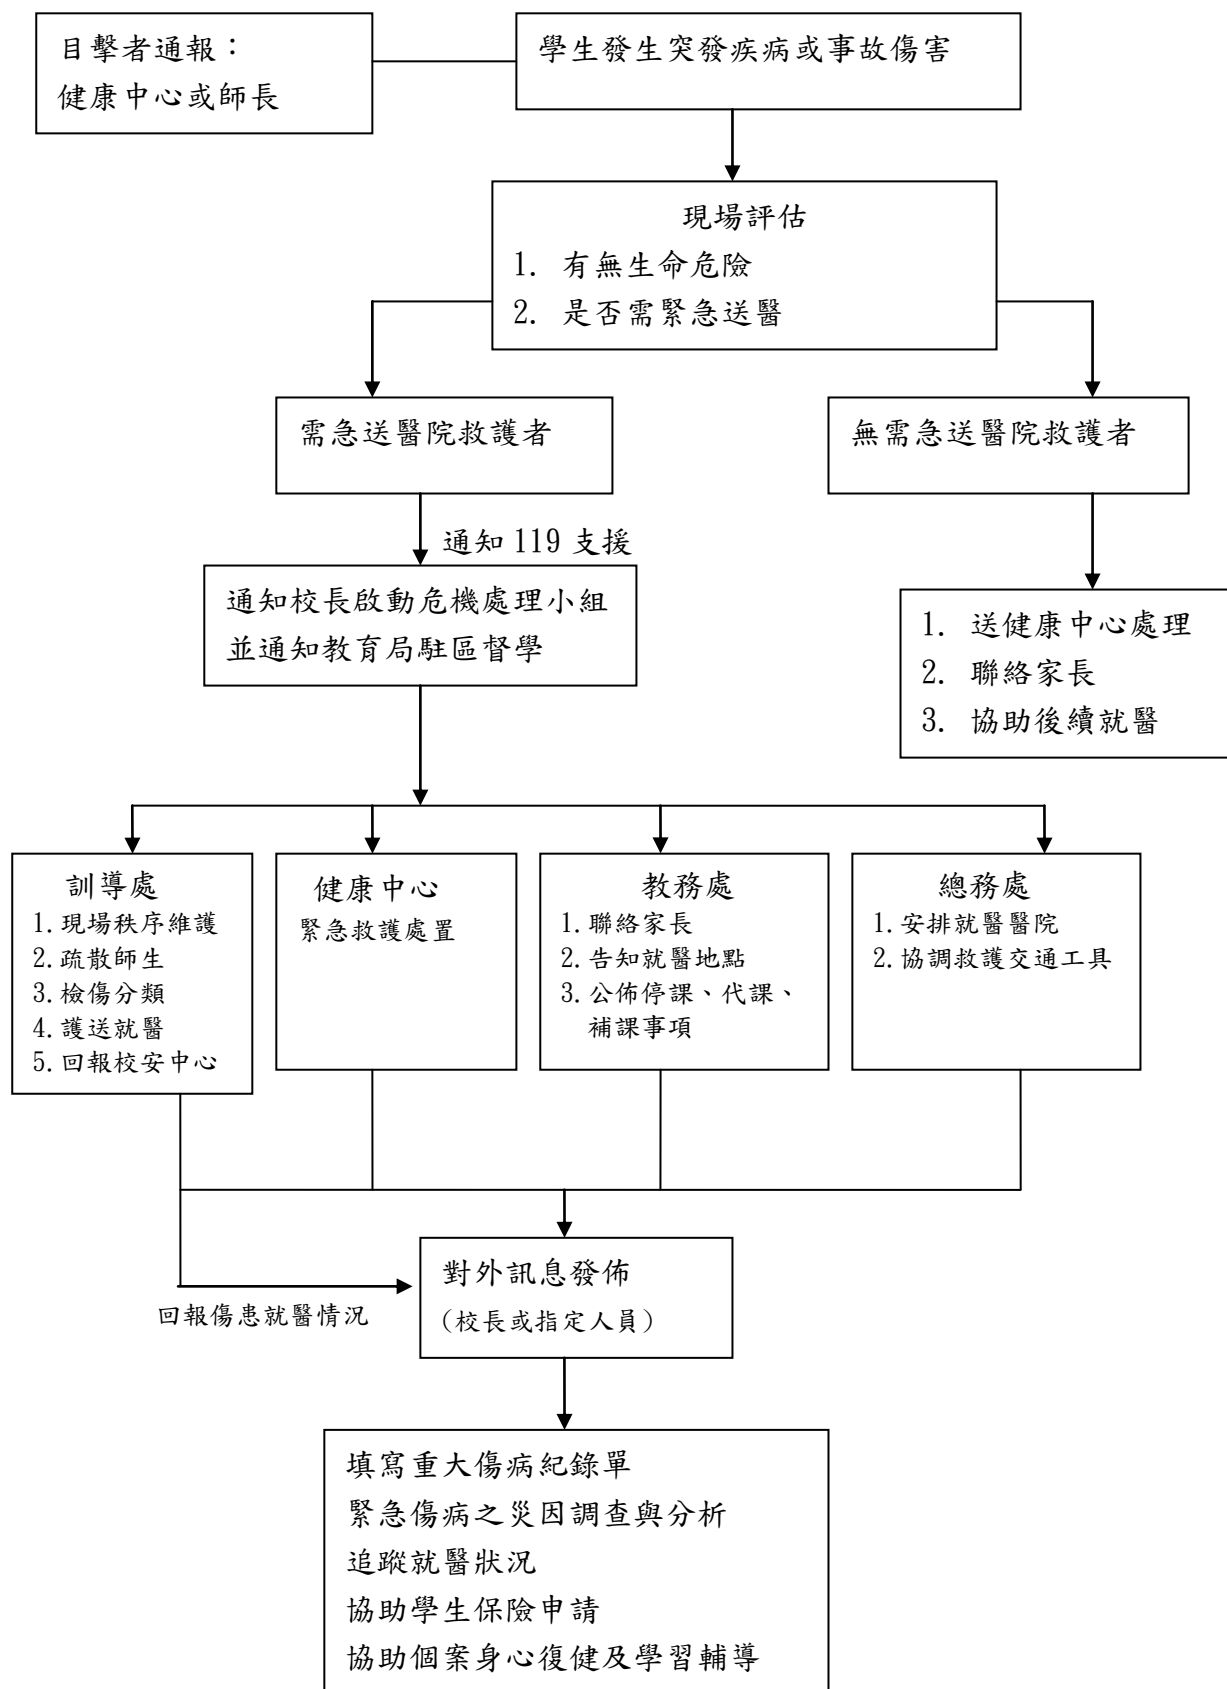 目擊者通報：
健康中心或師長
學生發生突發疾病或事故傷害
現場評估
1. 有無生命危險
2. 是否需緊急送醫
需急送醫院救護者
無需急送醫院救護者
通知 119 支援
通知校長啟動危機處理小組
並通知教育局駐區督學
1. 送健康中心處理
2. 聯絡家長
3. 協助後續就醫
訓導處
1.現場秩序維護
2.疏散師生
3.檢傷分類
4.護送就醫
5.回報校安中心
健康中心
緊急救護處置
教務處
1.聯絡家長
2.告知就醫地點
3.公佈停課、代課、
補課事項
總務處
1.安排就醫醫院
2.協調救護交通工具
對外訊息發佈
（校長或指定人員）
回報傷患就醫情況
填寫重大傷病紀錄單
緊急傷病之災因調查與分析
追蹤就醫狀況
協助學生保險申請
協助個案身心復健及學習輔導